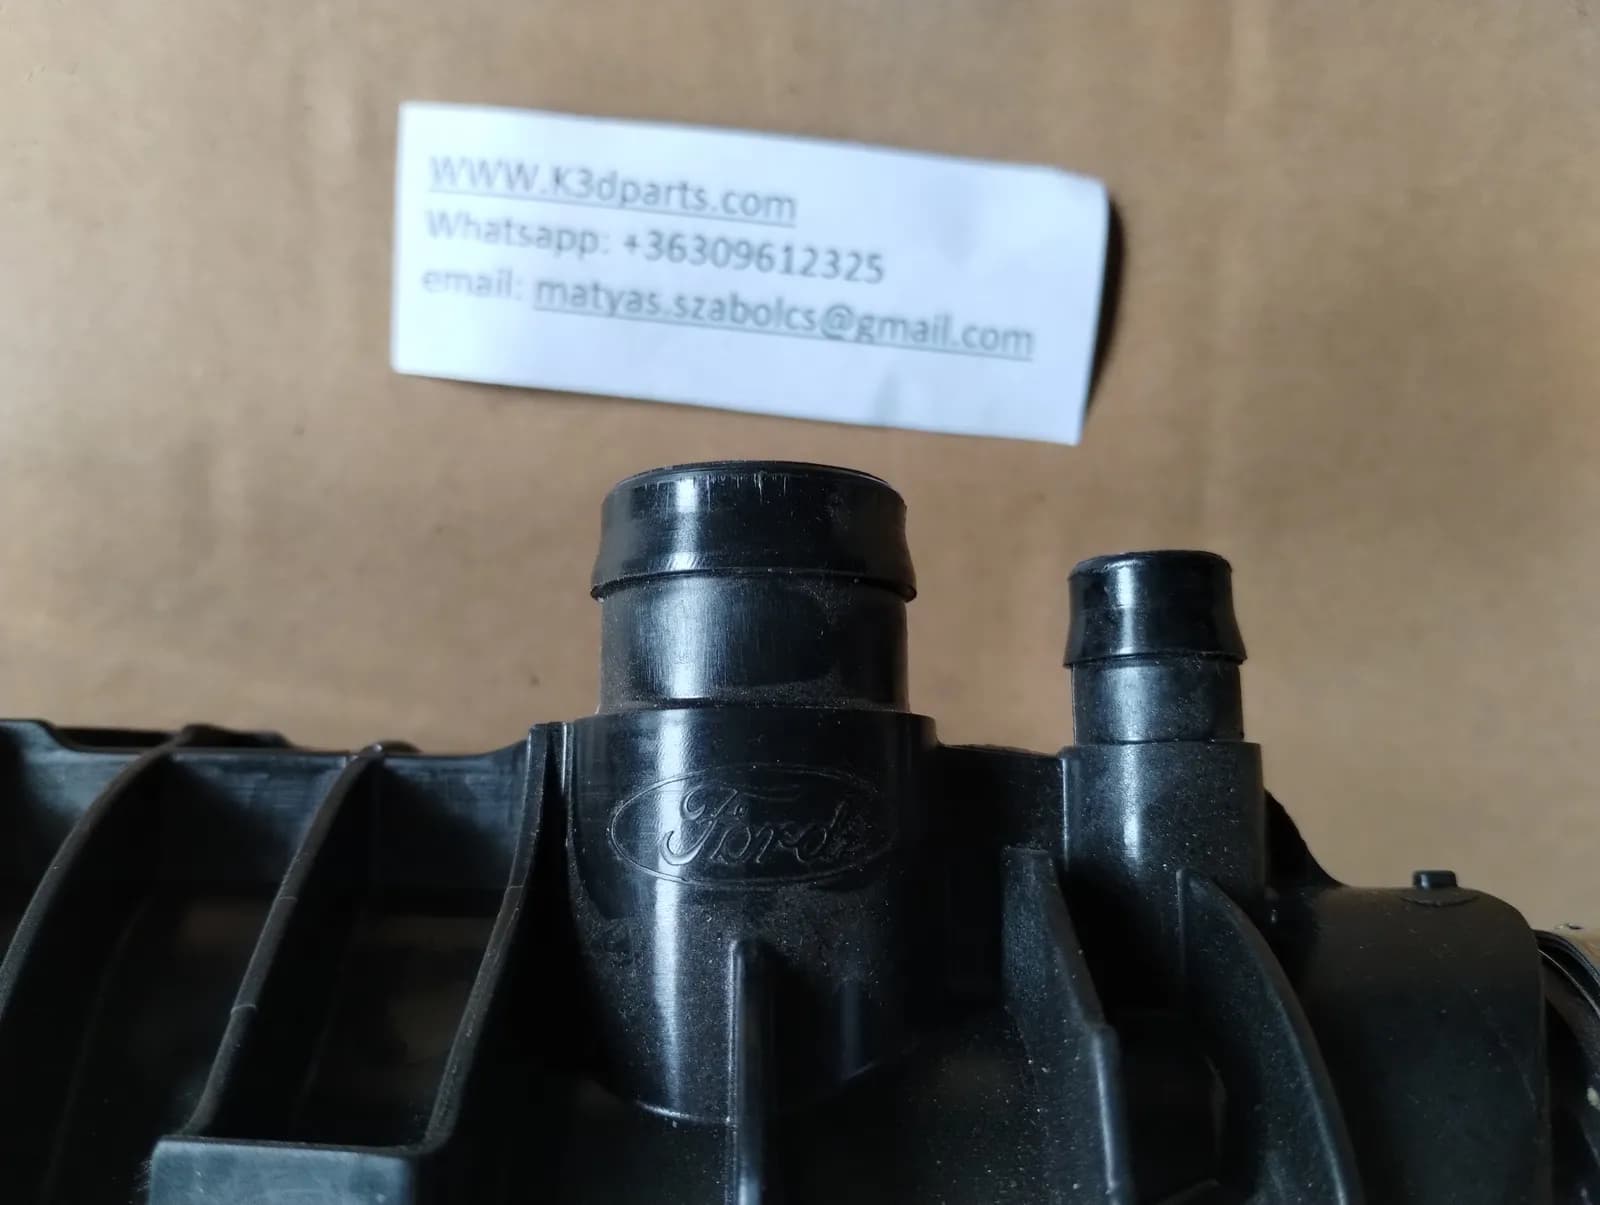 WWW.K3dparts.com
Whatsapp: +36309612325
email: matyas.szabolcs@gmail.com
Ford